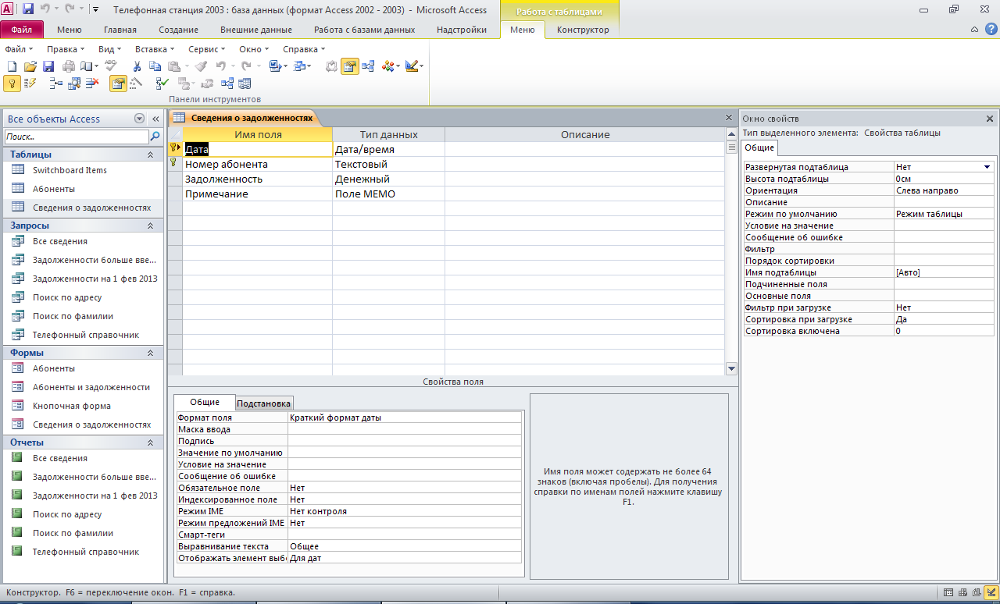 Телефонная станция 2003 : база данных (формат Access 2002 - 2003) - Microsoft Access
Работа с таблицами
Файл Меню Главная Создание Внешние данные Работа с базами данных Надстройки Меню Конструктор
Файл Правка Вид Вставка Сервис Окно Справка
Панели инструментов
Все объекты Access
Поиск...
Таблицы
Switchboard Items
Абоненты
Сведения о задолженностях
Запросы
Все сведения
Задолженности больше вве...
Задолженности на 1 фев 2013
Поиск по адресу
Поиск по фамилии
Телефонный справочник
Формы
Абоненты
Абоненты и задолженности
Кнопочная форма
Сведения о задолженностях
Отчеты
Все сведения
Задолженности больше вве...
Задолженности на 1 фев 2013
Поиск по адресу
Поиск по фамилии
Телефонный справочник
Сведения о задолженностях
Имя поля Тип данных Описание
Дата Дата/время
Номер абонента Текстовый
Задолженность Денежный
Примечание Поле МЕМО
Свойства поля
Общие Подстановка
Формат поля Краткий формат даты
Маска ввода
Подпись
Значение по умолчанию
Условие на значение
Сообщение об ошибке
Обязательное поле Нет
Индексированное поле Нет
Режим IME Нет контроля
Режим предложений IME Нет
Смарт-теги
Выравнивание текста Общее
Отображать элемент выб Для дат
Имя поля может содержать не более 64
знаков (включая пробелы). Для получения
справки по именам полей нажмите клавишу
F1.
Окно свойств
Тип выделенного элемента: Свойства таблицы
Общие
Развернутая подтаблица Нет
Высота подтаблицы 0см
Ориентация Слева направо
Описание
Режим по умолчанию Режим таблицы
Условие на значение
Сообщение об ошибке
Фильтр
Порядок сортировки
Имя подтаблицы [Авто]
Подчиненные поля
Основные поля
Фильтр при загрузке Нет
Сортировка при загрузке Да
Сортировка включена 0
Конструктор. F6 = переключение окон. F1 = справка.